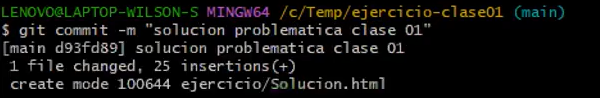 LENOVO@LAPTOP-WILSON-S MINGW64 /c/Temp/ejercicio-clase01 (main)
$ git commit -m "solucion problematica clase 01"
[main d93fd89] solucion problematica clase 01
 1 file changed, 25 insertions(+)
 create mode 100644 ejercicio/Solucion.html